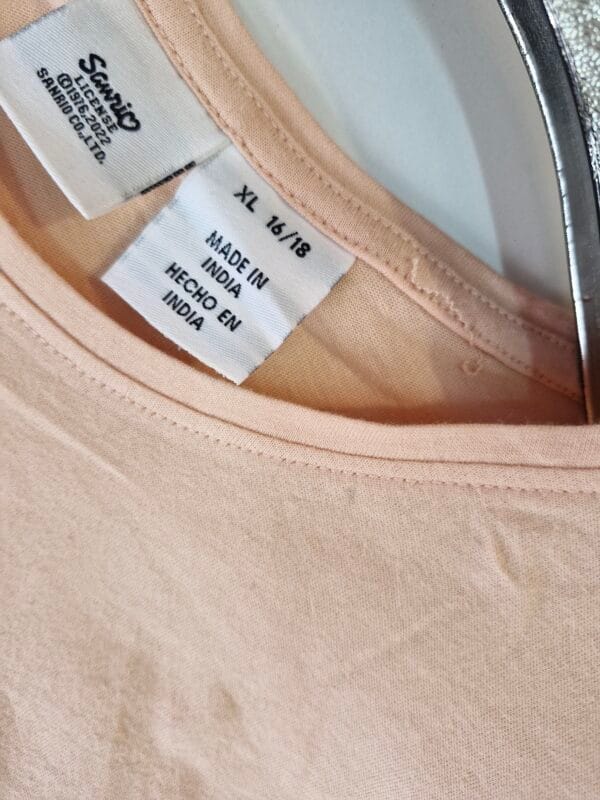 Sanrio
LICENSE
©1976,2022
SANRIO CO.,LTD.
XL 16/18
MADE IN
INDIA
HECHO EN
INDIA